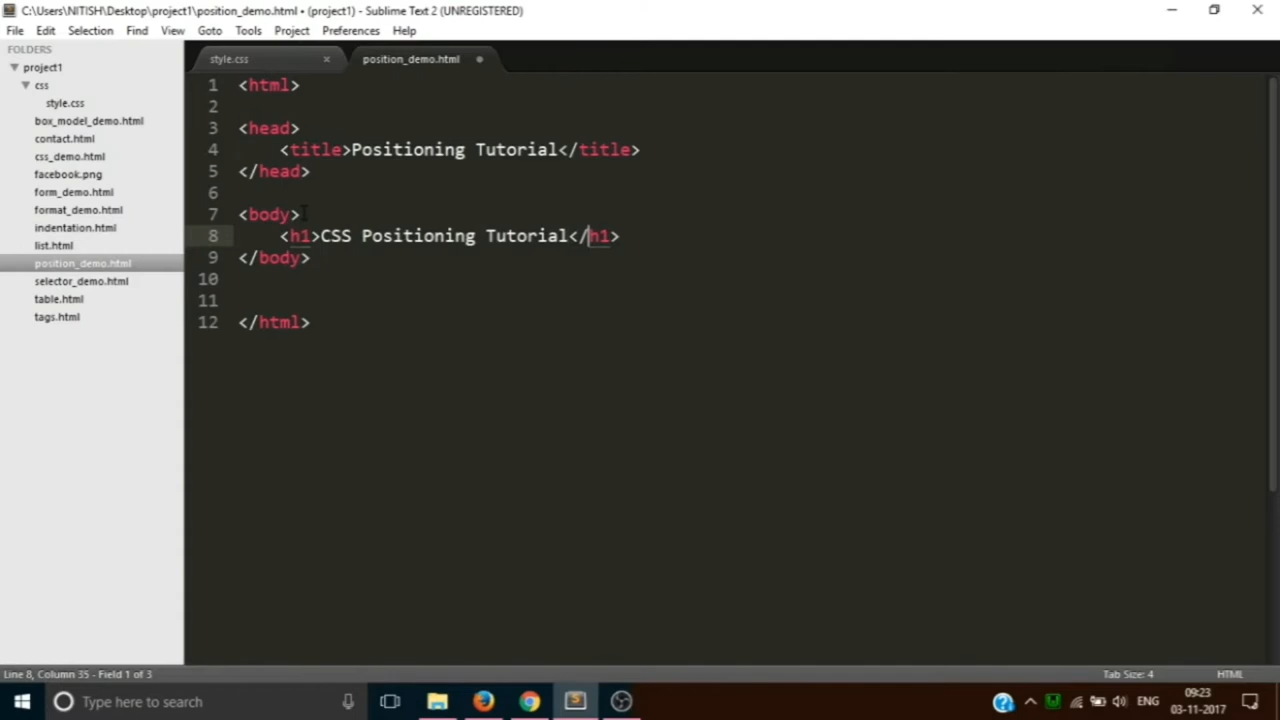 C:\Users\NITISH\Desktop\project1\position_demo.html • (project1) - Sublime Text 2 (UNREGISTERED)
File Edit Selection Find View Goto Tools Project Preferences Help
FOLDERS
project1
css
style.css
box_model_demo.html
contact.html
css_demo.html
facebook.png
form_demo.html
format_demo.html
indentation.html
list.html
position_demo.html
selector_demo.html
table.html
tags.html
style.css × position_demo.html
1 <html>
2
3 <head>
4 <title>Positioning Tutorial</title>
5 </head>
6
7 <body>
8 <h1>CSS Positioning Tutorial</h1>
9 </body>
10
11
12 </html>
Line 8, Column 35 - Field 1 of 3 Tab Size: 4 HTML
Type here to search
ENG
09:23
03-11-2017